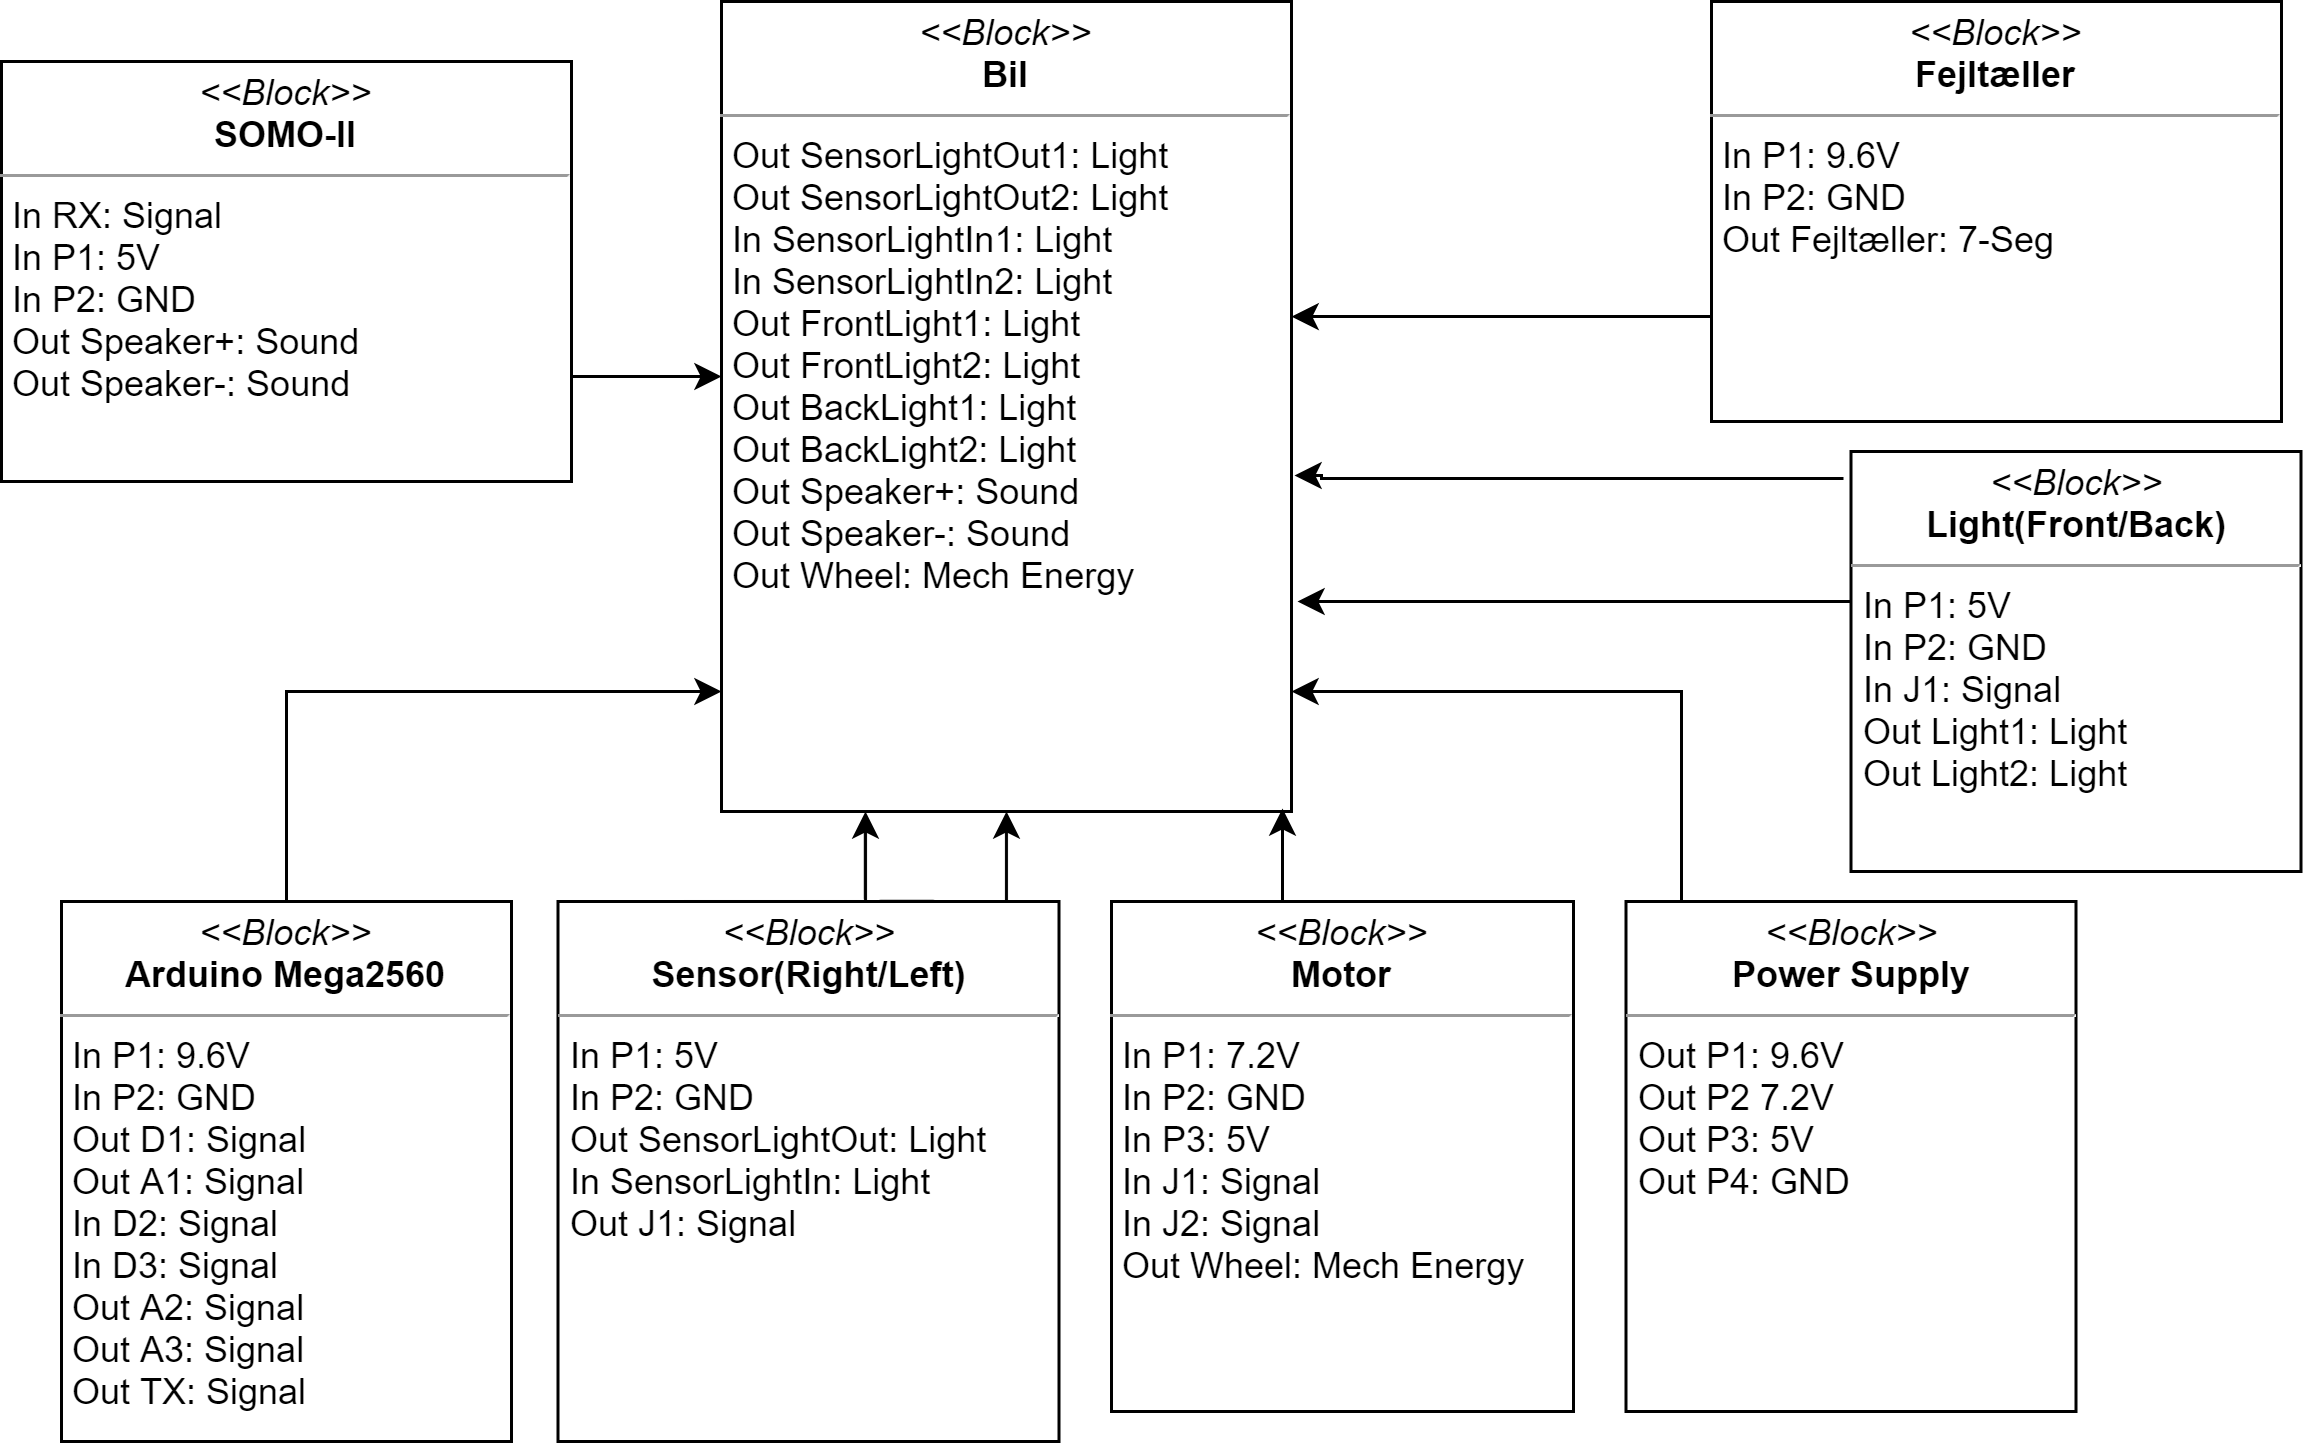 <<Block>>
SOMO-II
In RX: Signal
In P1: 5V
In P2: GND
Out Speaker+: Sound
Out Speaker-: Sound
<<Block>>
Bil
Out SensorLightOut1: Light
Out SensorLightOut2: Light
In SensorLightIn1: Light
In SensorLightIn2: Light
Out FrontLight1: Light
Out FrontLight2: Light
Out BackLight1: Light
Out BackLight2: Light
Out Speaker+: Sound
Out Speaker-: Sound
Out Wheel: Mech Energy
<<Block>>
Fejltæller
In P1: 9.6V
In P2: GND
Out Fejltæller: 7-Seg
<<Block>>
Light(Front/Back)
In P1: 5V
In P2: GND
In J1: Signal
Out Light1: Light
Out Light2: Light
<<Block>>
Arduino Mega2560
In P1: 9.6V
In P2: GND
Out D1: Signal
Out A1: Signal
In D2: Signal
In D3: Signal
Out A2: Signal
Out A3: Signal
Out TX: Signal
<<Block>>
Sensor(Right/Left)
In P1: 5V
In P2: GND
Out SensorLightOut: Light
In SensorLightIn: Light
Out J1: Signal
<<Block>>
Motor
In P1: 7.2V
In P2: GND
In P3: 5V
In J1: Signal
In J2: Signal
Out Wheel: Mech Energy
<<Block>>
Power Supply
Out P1: 9.6V
Out P2 7.2V
Out P3: 5V
Out P4: GND